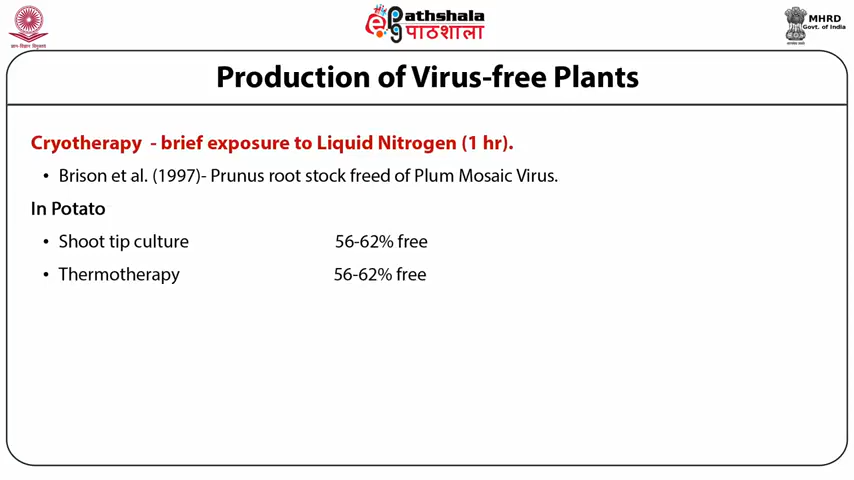 ePathshala
पाठशाला
MHRD
Govt. of India
Production of Virus-free Plants
Cryotherapy - brief exposure to Liquid Nitrogen (1 hr).
• Brison et al. (1997)- Prunus root stock freed of Plum Mosaic Virus.
In Potato
• Shoot tip culture 56-62% free
• Thermotherapy 56-62% free